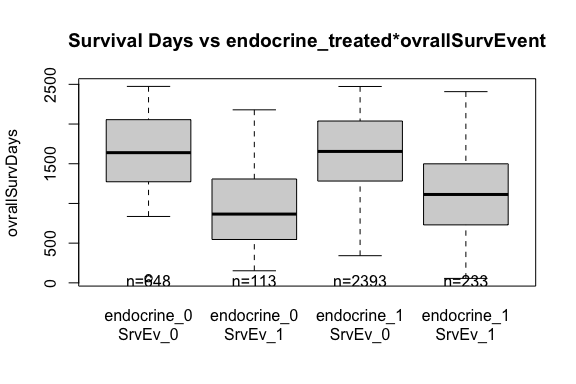 Survival Days vs endocrine_treated*ovrallSurvEvent
ovrallSurvDays
2500
1500
500
0
n=648 n=113 n=2393 n=233
endocrine_0 endocrine_0 endocrine_1 endocrine_1
SrvEv_0 SrvEv_1 SrvEv_0 SrvEv_1